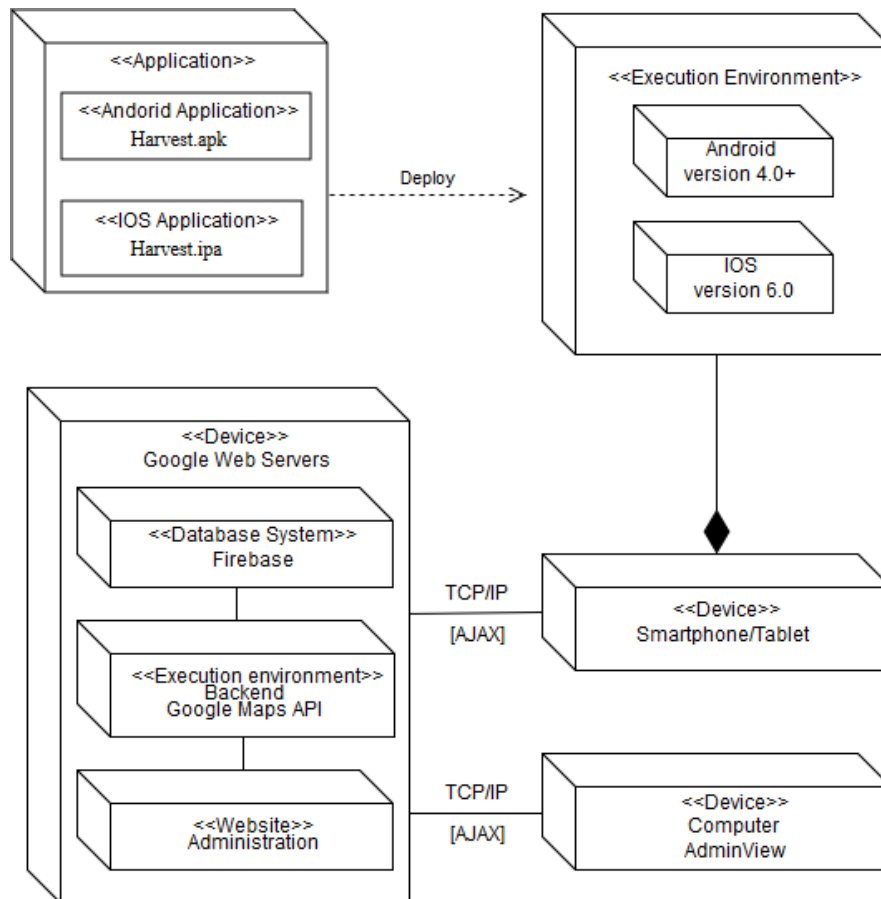 <<Application>>
<<Andorid Application>>
Harvest.apk
<<IOS Application>>
Harvest.ipa
Deploy
<<Execution Environment>>
Android
version 4.0+
IOS
version 6.0
<<Device>>
Google Web Servers
<<Database System>>
Firebase
<<Execution environment>>
Backend
Google Maps API
<<Website>>
Administration
TCP/IP
[AJAX]
<<Device>>
Smartphone/Tablet
TCP/IP
[AJAX]
<<Device>>
Computer
AdminView